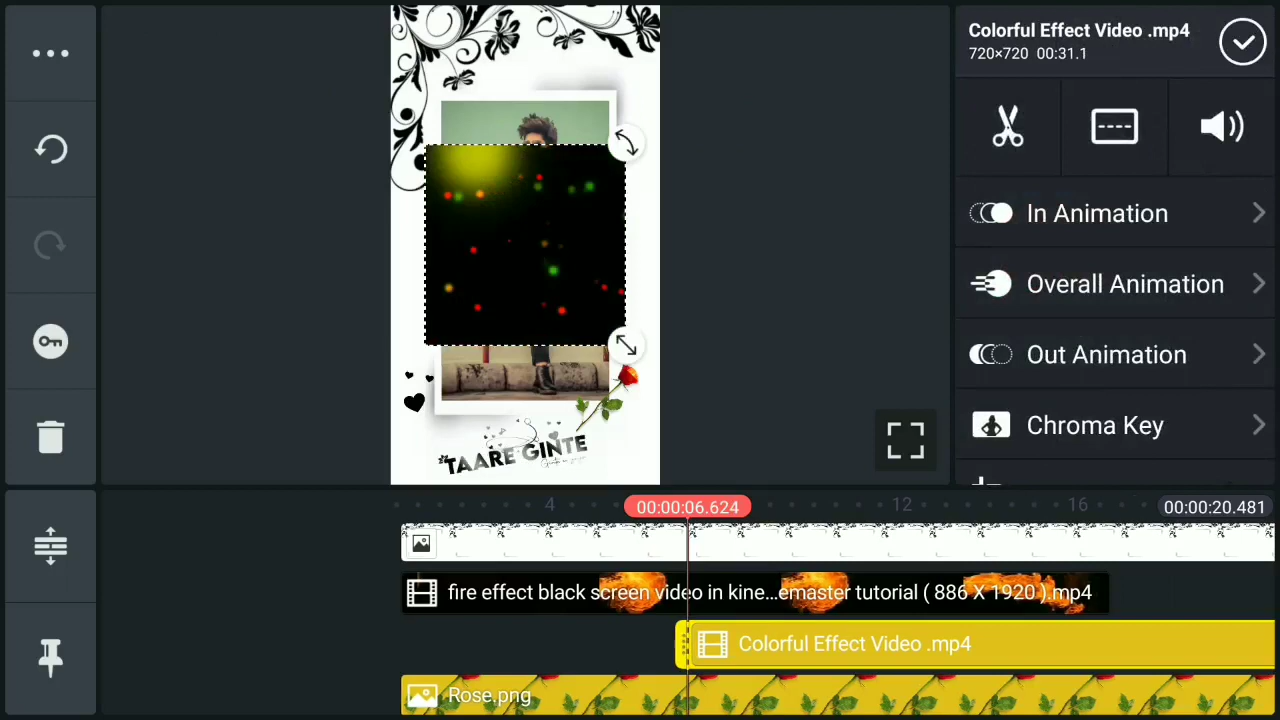 Colorful Effect Video .mp4
720×720 00:31.1
In Animation
Overall Animation
Out Animation
Chroma Key
TAARE GINTE
4
00:00:06.624
12
16
00:00:20.481
fire effect black screen video in kine...emaster tutorial ( 886 X 1920 ).mp4
Colorful Effect Video .mp4
Rose.png